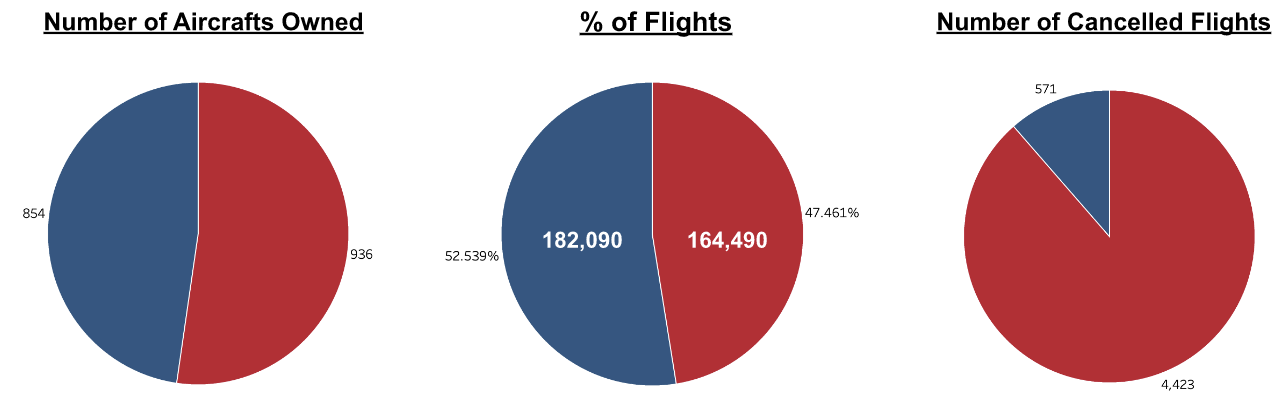 Number of Aircrafts Owned
854
936
% of Flights
182,090
164,490
47.461%
52.539%
Number of Cancelled Flights
571
4,423